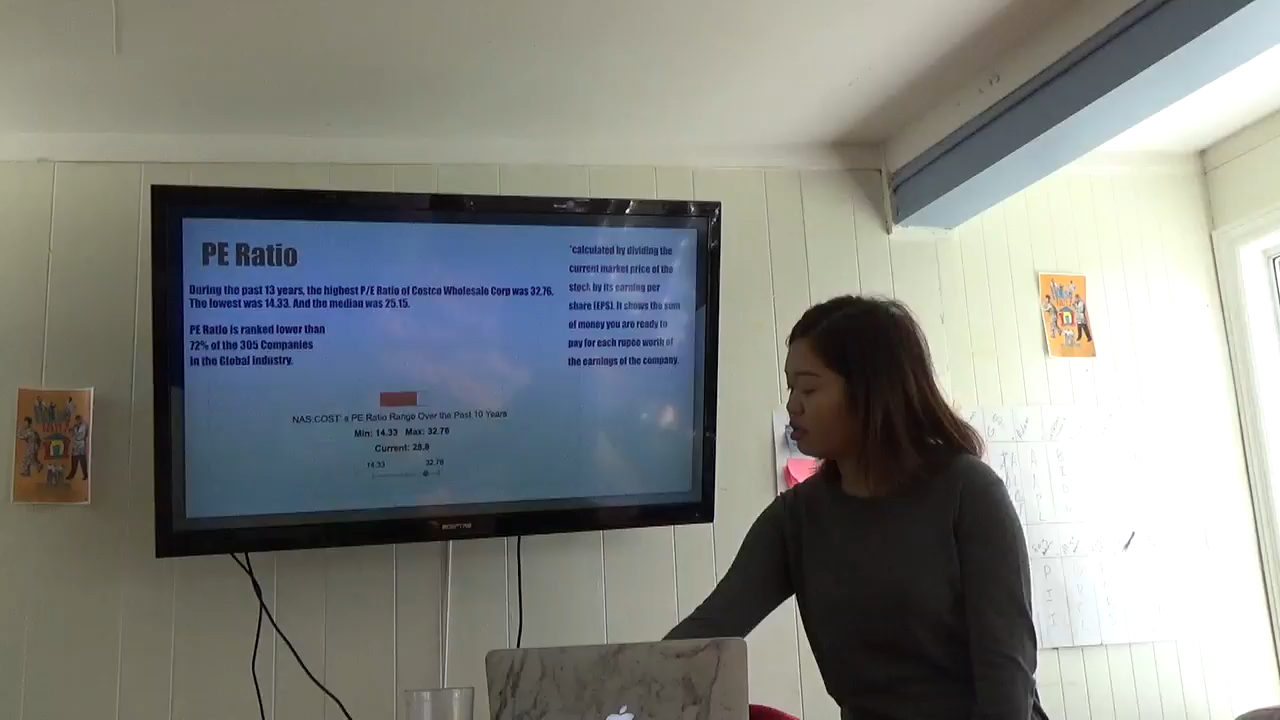 PE Ratio
During the past 13 years, the highest P/E Ratio of Costco Wholesale Corp was 32.76.
The lowest was 14.33. And the median was 25.15.
PE Ratio is ranked lower than
72% of the 305 Companies
in the Global Industry.
*calculated by dividing the
current market price of the
stock by its earning per
share (EPS). It shows the sum
of money you are ready to
pay for each rupee worth of
the earnings of the company.
NAS:COST' s PE Ratio Range Over the Past 10 Years
Min: 14.33 Max: 32.76
Current: 28.8
14.33 32.76